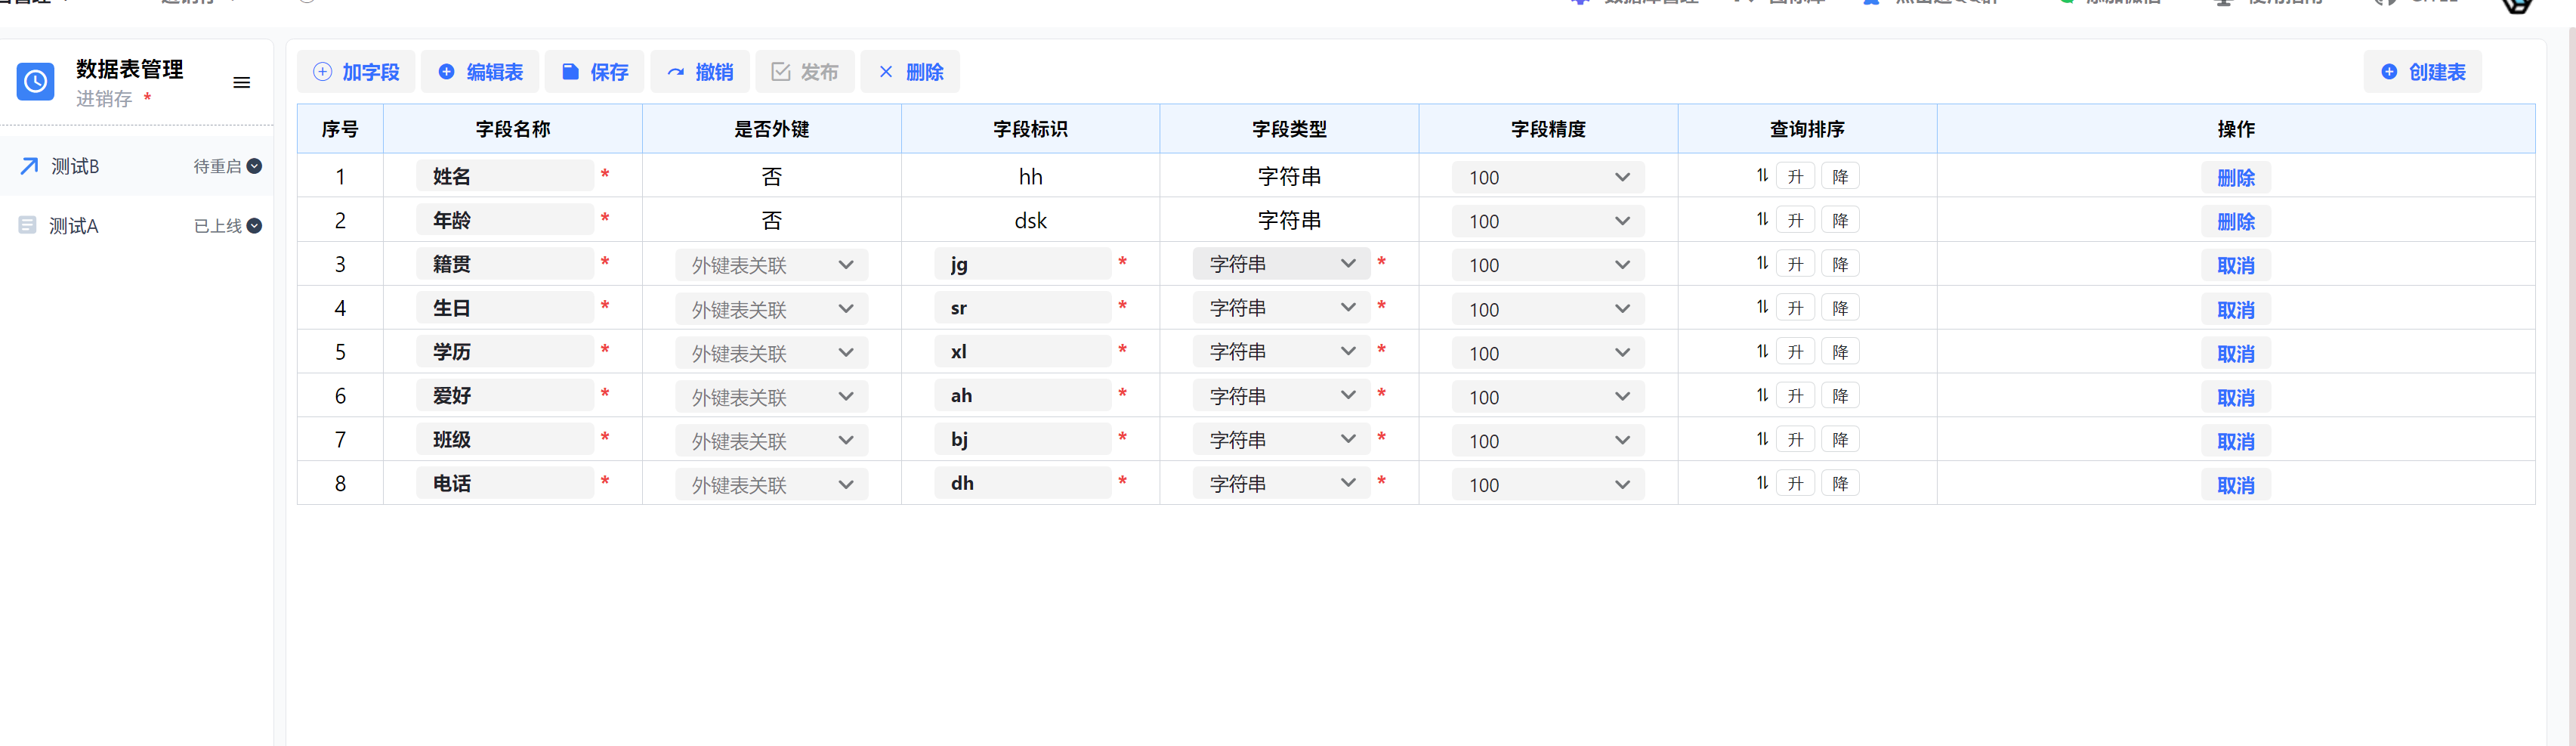 数据表管理
进销存 *
测试B 待重启
测试A 已上线
加字段 编辑表 保存 撤销 发布 删除 创建表
序号 字段名称 是否外键 字段标识 字段类型 字段精度 查询排序 操作
1 姓名 * 否 hh 字符串 100 升 降 删除
2 年龄 * 否 dsk 字符串 100 升 降 删除
3 籍贯 * 外键表关联 jg * 字符串 * 100 升 降 取消
4 生日 * 外键表关联 sr * 字符串 * 100 升 降 取消
5 学历 * 外键表关联 xl * 字符串 * 100 升 降 取消
6 爱好 * 外键表关联 ah * 字符串 * 100 升 降 取消
7 班级 * 外键表关联 bj * 字符串 * 100 升 降 取消
8 电话 * 外键表关联 dh * 字符串 * 100 升 降 取消